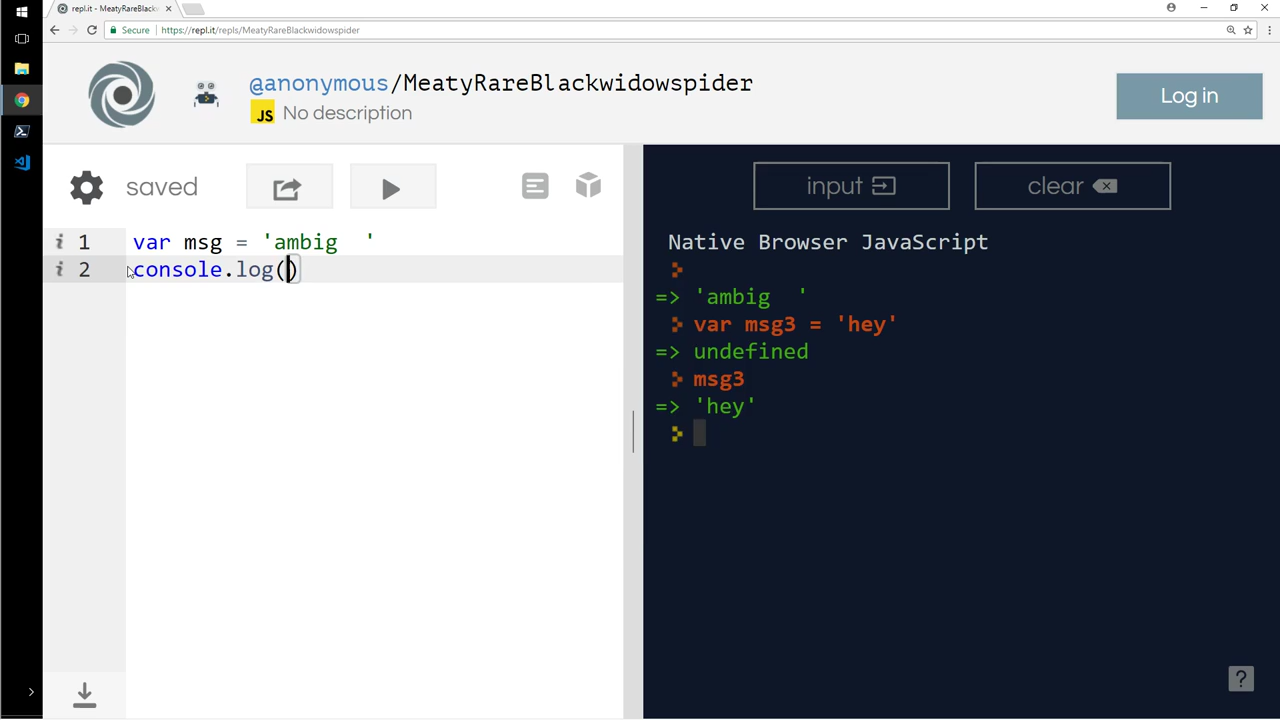 repl.it - MeatyRareBlackw
Secure https://repl.it/repls/MeatyRareBlackwidowspider
@anonymous/MeatyRareBlackwidowspider
JS No description
Log in
saved
input
clear
1 var msg = 'ambig  '
2 console.log()
Native Browser JavaScript
=> 'ambig  '
var msg3 = 'hey'
=> undefined
msg3
=> 'hey'
?